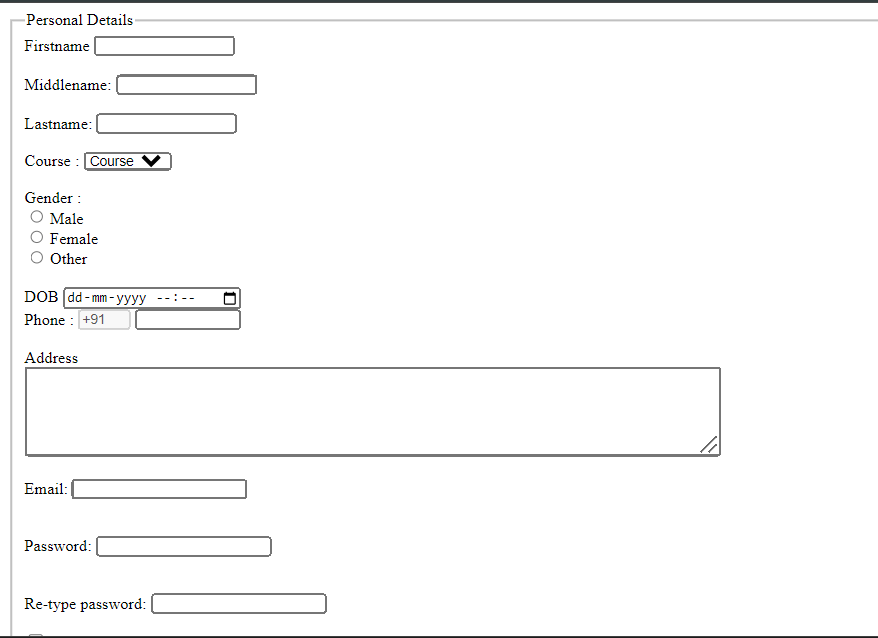 Personal Details
Firstname
Middlename:
Lastname:
Course : Course
Gender :
Male
Female
Other
DOB dd-mm-yyyy --:--
Phone : +91
Address
Email:
Password:
Re-type password: